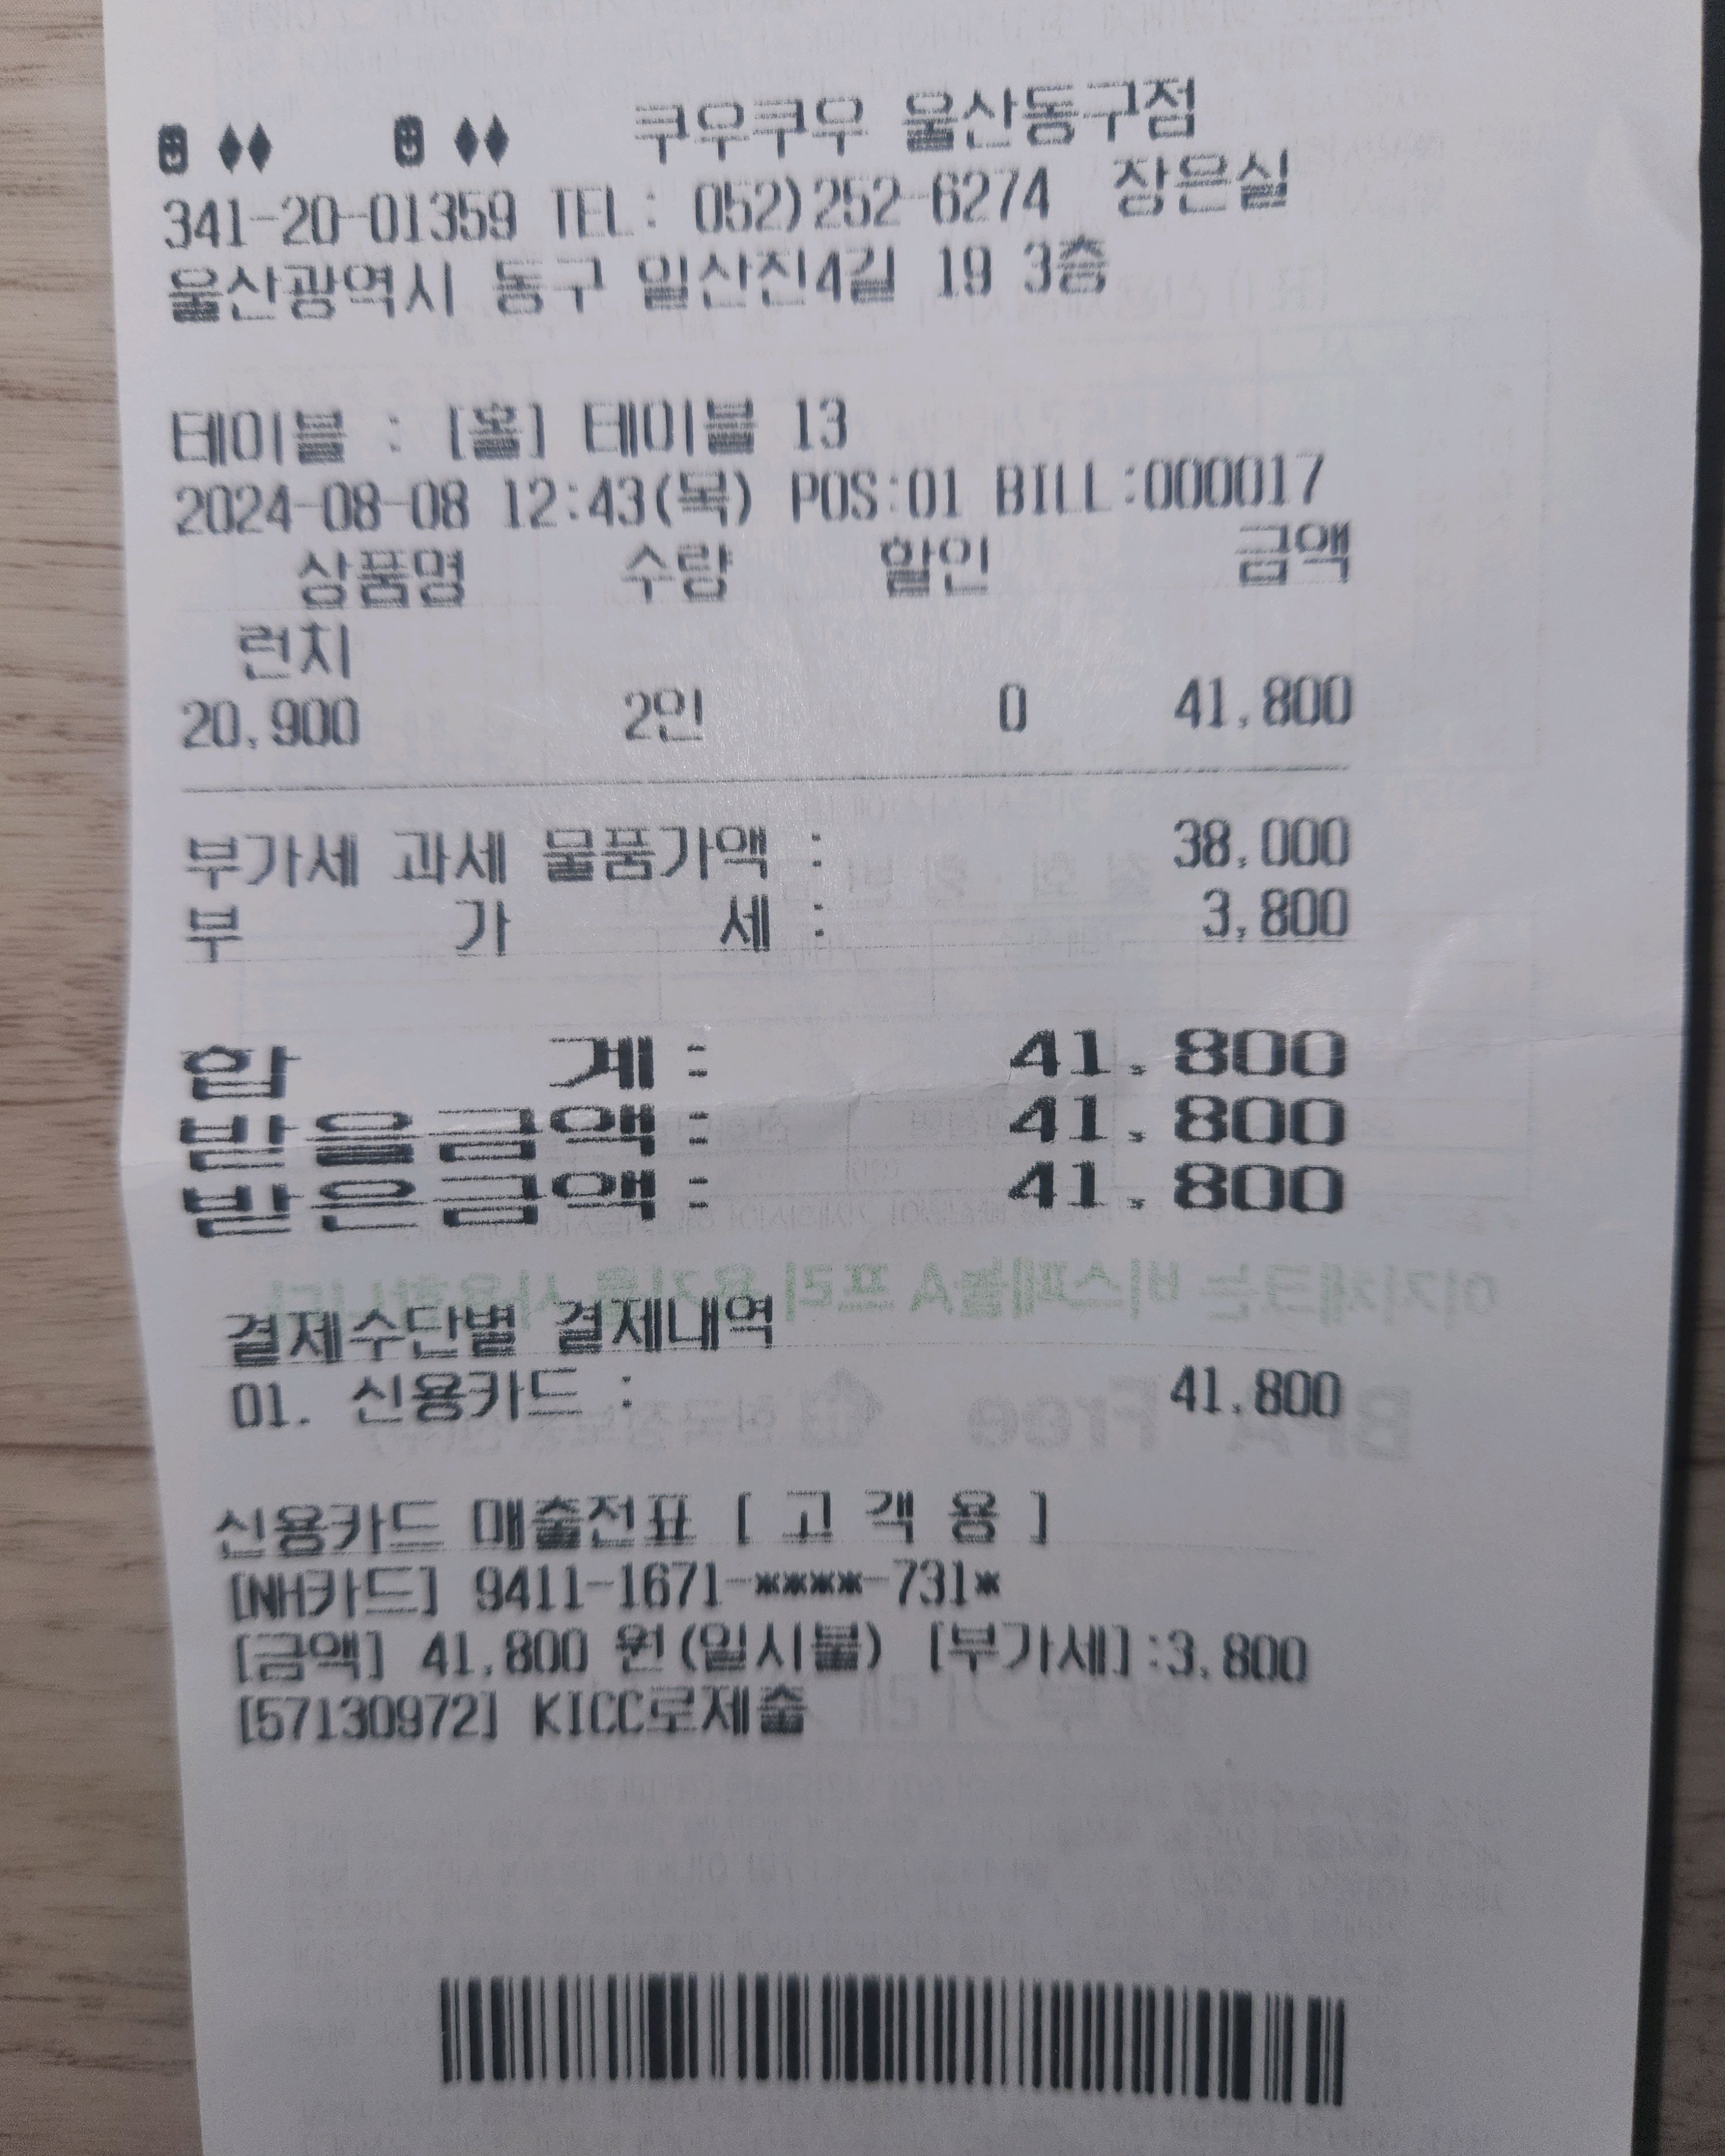 쿠우쿠우 울산동구점
341-20-01359 TEL: 052)252-6274 장은실
울산광역시 동구 일산진4길 19 3층
테이블 : [홀] 테이블 13
2024-08-08 12:43(목) POS:01 BILL:000017
상품명 수량 할인 금액
런치
20,900 2인 0 41,800
부가세 과세 물품가액 : 38,000
부 가 세 : 3,800
합 계: 41,800
받을금액: 41,800
받은금액: 41,800
결제수단별 결제내역
01. 신용카드 : 41,800
신용카드 매출전표 [ 고 객 용 ]
[NH카드] 9411-1671-****-731*
[금액] 41,800 원(일시불) [부가세]:3,800
[57130972] KICC로제출